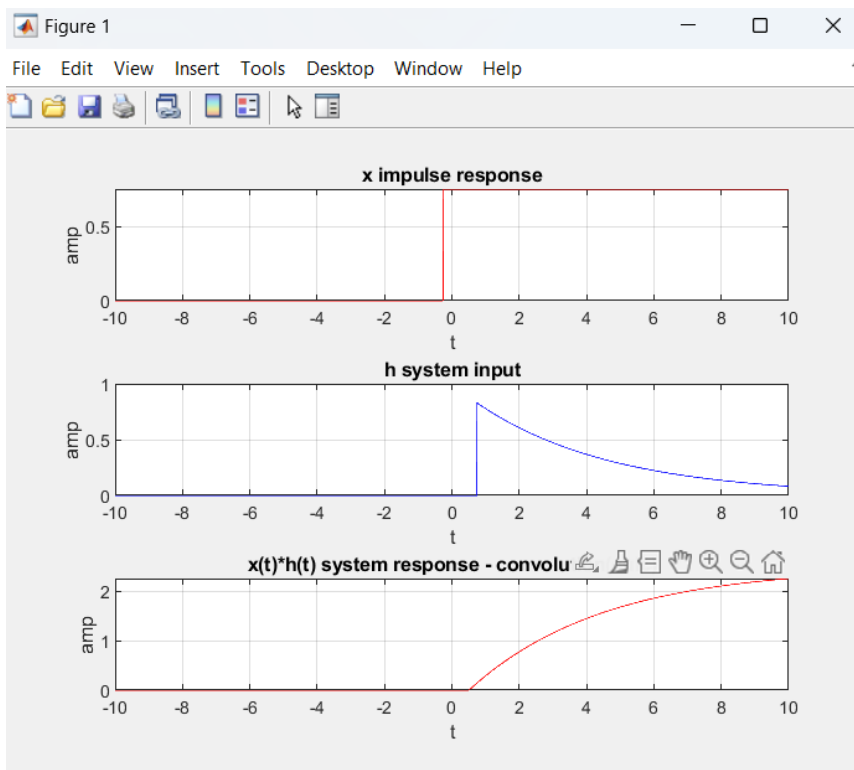 Figure 1
File Edit View Insert Tools Desktop Window Help
x impulse response
amp
0.5
0
-10 -8 -6 -4 -2 0 2 4 6 8 10
t
h system input
amp
1
0.5
0
-10 -8 -6 -4 -2 0 2 4 6 8 10
t
x(t)*h(t) system response - convolu
amp
2
1
0
-10 -8 -6 -4 -2 0 2 4 6 8 10
t